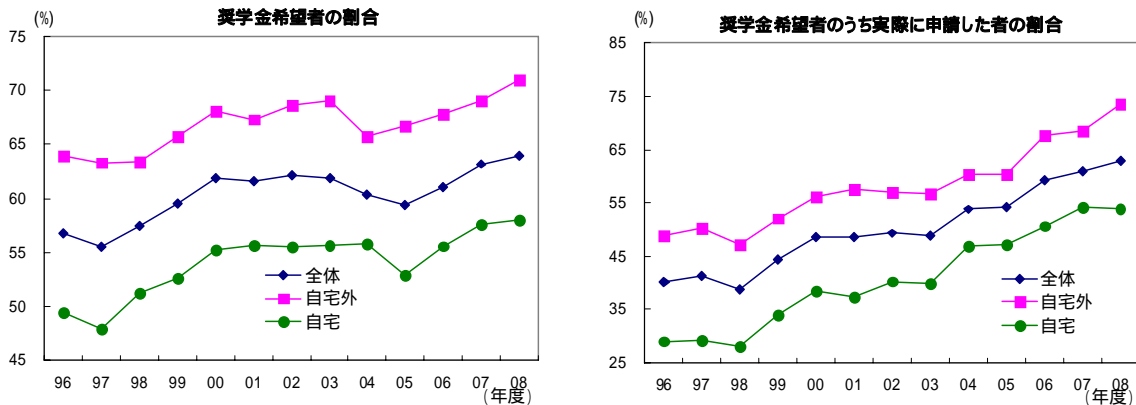 (%)
奨学金希望者の割合
75
70
65
60
55
50
45
全体
自宅外
自宅
96 97 98 99 00 01 02 03 04 05 06 07 08
(年度)
(%)
奨学金希望者のうち実際に申請した者の割合
85
75
65
55
45
35
25
全体
自宅外
自宅
96 97 98 99 00 01 02 03 04 05 06 07 08
(年度)